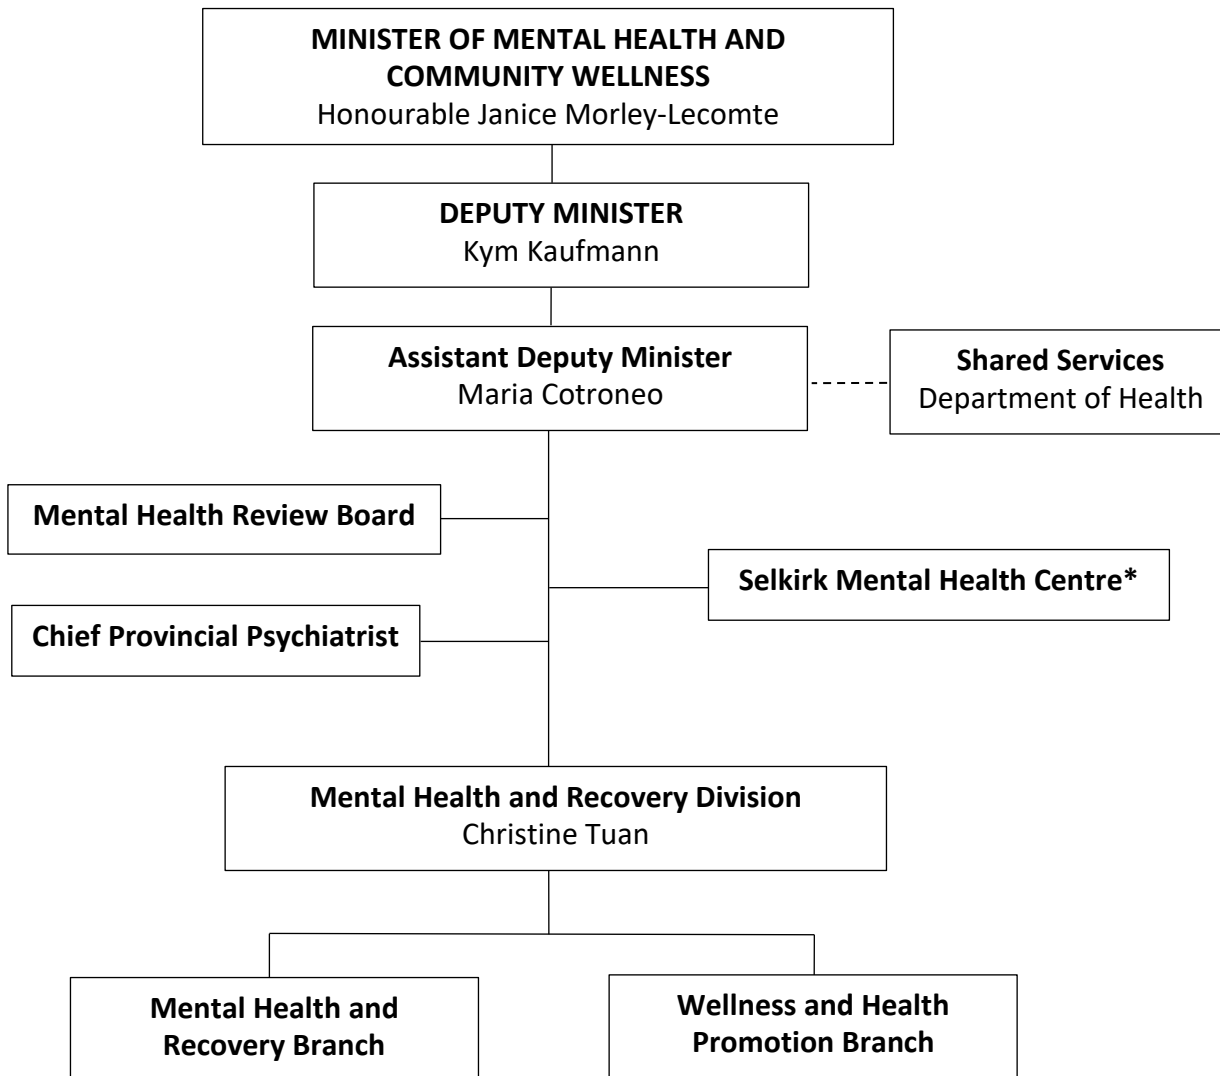 MINISTER OF MENTAL HEALTH AND
COMMUNITY WELLNESS
Honourable Janice Morley-Lecomte
DEPUTY MINISTER
Kym Kaufmann
Assistant Deputy Minister
Maria Cotroneo
Shared Services
Department of Health
Mental Health Review Board
Selkirk Mental Health Centre*
Chief Provincial Psychiatrist
Mental Health and Recovery Division
Christine Tuan
Mental Health and
Recovery Branch
Wellness and Health
Promotion Branch